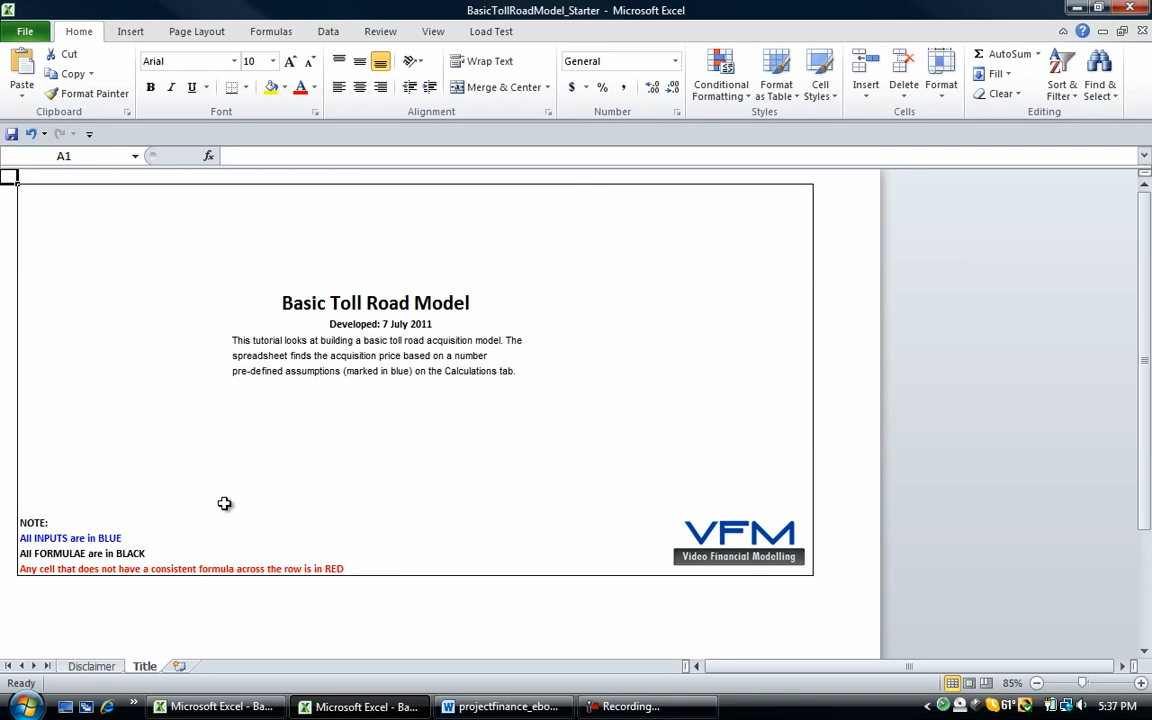 BasicTollRoadModel_Starter - Microsoft Excel
File Home Insert Page Layout Formulas Data Review View Load Test
Paste
Cut
Copy
Format Painter
Clipboard
Arial 10
B I U A
Font
Wrap Text
Merge & Center
Alignment
General
$ % ,
Number
Conditional Formatting
Format as Table
Cell Styles
Styles
Insert Delete Format
Cells
AutoSum
Fill
Clear
Sort & Filter
Find & Select
Editing
A1 fx
Basic Toll Road Model
Developed: 7 July 2011
This tutorial looks at building a basic toll road acquisition model. The
spreadsheet finds the acquisition price based on a number
pre-defined assumptions (marked in blue) on the Calculations tab.
NOTE:
All INPUTS are in BLUE
All FORMULAE are in BLACK
Any cell that does not have a consistent formula across the row is in RED
VFM
Video Financial Modelling
Disclaimer Title
Ready 85%
Microsoft Excel - Ba... Microsoft Excel - Ba... projectfinance_ebo... Recording... 61° 5:37 PM